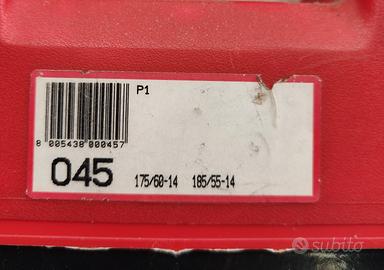 P1
8 005438 000457
045 175/60-14 185/55-14
subito